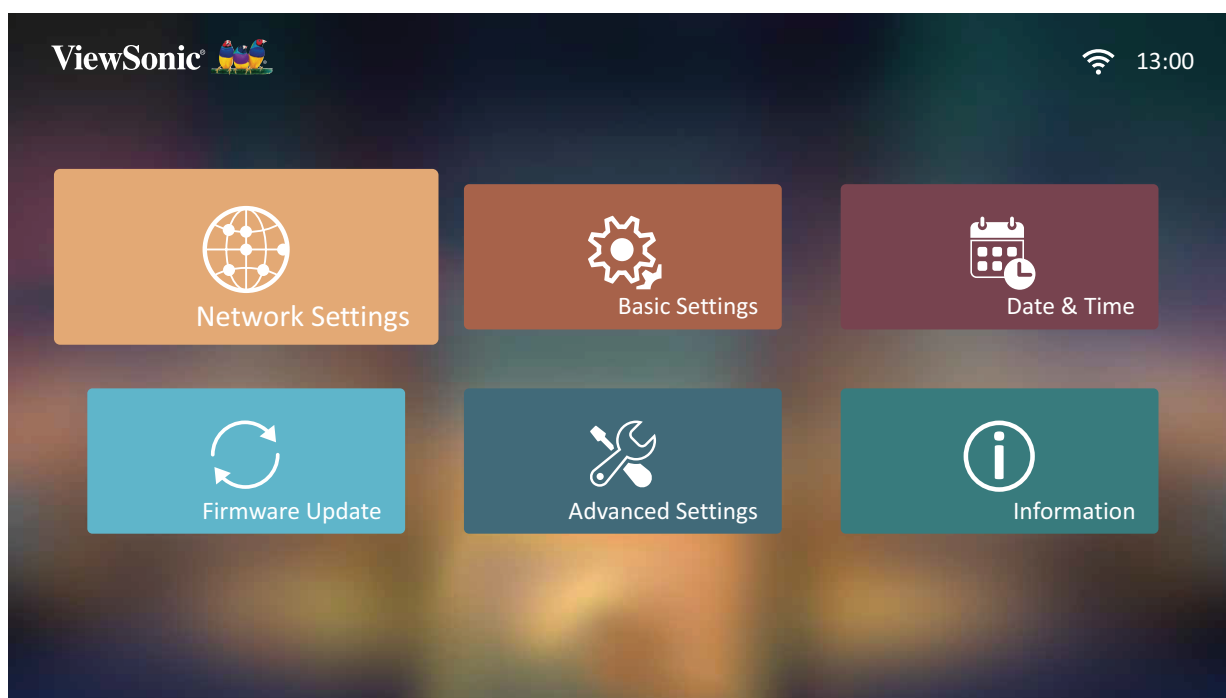 ViewSonic®
13:00
Network Settings
Basic Settings
Date & Time
Firmware Update
Advanced Settings
Information